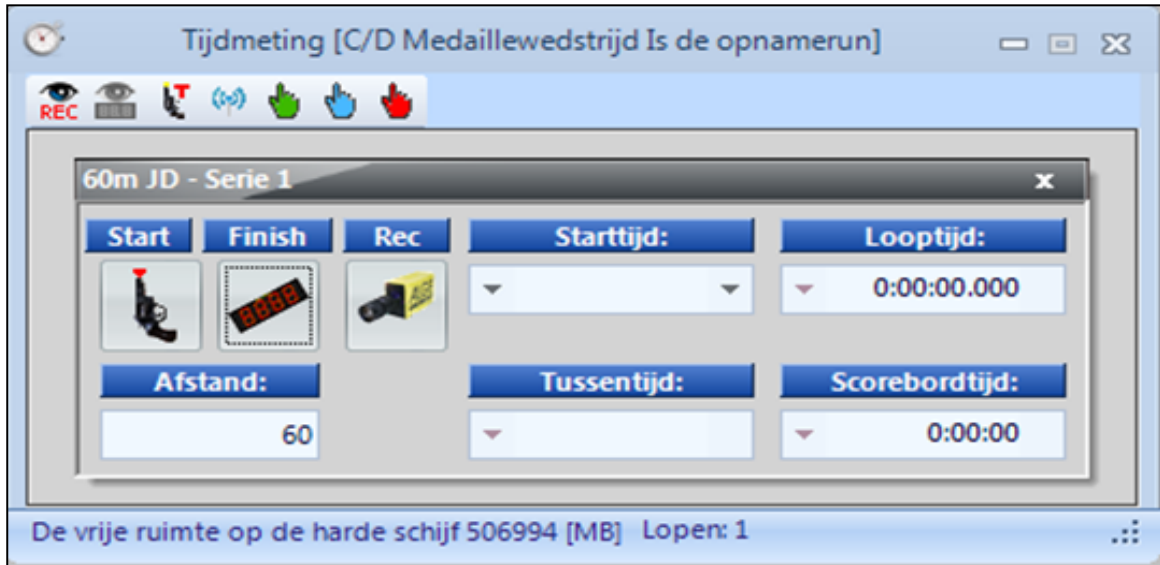 Tijdmeting [C/D Medaillewedstrijd Is de opnamerun]
REC
60m JD - Serie 1
x
Start Finish Rec Starttijd: Looptijd:
8888
0:00:00.000
Afstand: Tussentijd: Scorebordtijd:
60 0:00:00
De vrije ruimte op de harde schijf 506994 [MB] Lopen: 1